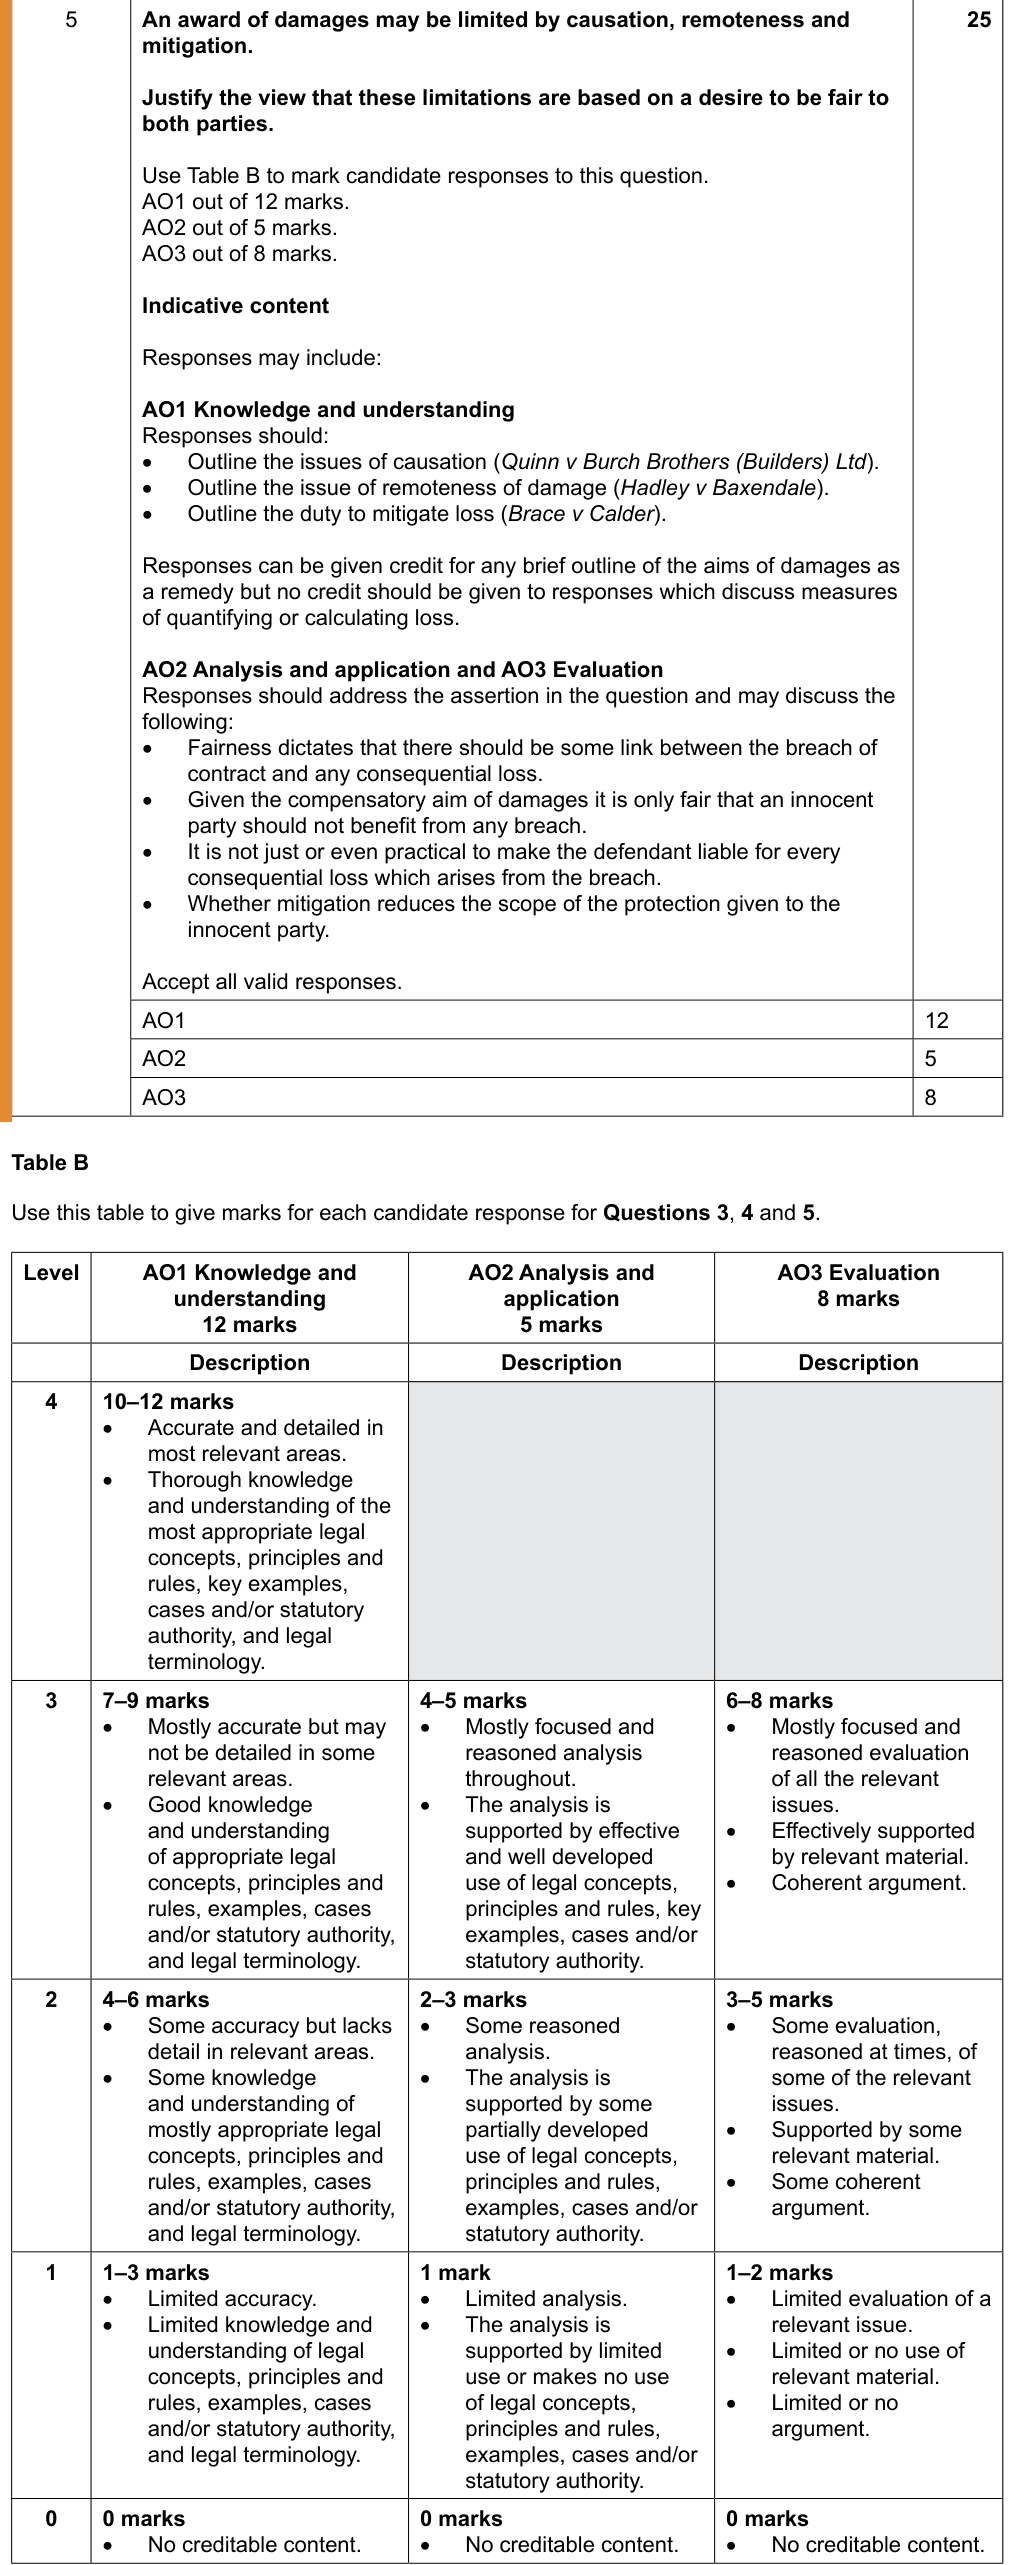 5 An award of damages may be limited by causation, remoteness and 25
mitigation.
Justify the view that these limitations are based on a desire to be fair to
both parties.
Use Table B to mark candidate responses to this question.
AO1 out of 12 marks.
AO2 out of 5 marks.
AO3 out of 8 marks.
Indicative content
Responses may include:
AO1 Knowledge and understanding
Responses should:
• Outline the issues of causation (Quinn v Burch Brothers (Builders) Ltd).
• Outline the issue of remoteness of damage (Hadley v Baxendale).
• Outline the duty to mitigate loss (Brace v Calder).
Responses can be given credit for any brief outline of the aims of damages as
a remedy but no credit should be given to responses which discuss measures
of quantifying or calculating loss.
AO2 Analysis and application and AO3 Evaluation
Responses should address the assertion in the question and may discuss the
following:
• Fairness dictates that there should be some link between the breach of
contract and any consequential loss.
• Given the compensatory aim of damages it is only fair that an innocent
party should not benefit from any breach.
• It is not just or even practical to make the defendant liable for every
consequential loss which arises from the breach.
• Whether mitigation reduces the scope of the protection given to the
innocent party.
Accept all valid responses.
AO1 12
AO2 5
AO3 8
Table B
Use this table to give marks for each candidate response for Questions 3, 4 and 5.
Level
AO1 Knowledge and
understanding
12 marks
AO2 Analysis and
application
5 marks
AO3 Evaluation
8 marks
Description
Description
Description
4
10–12 marks
• Accurate and detailed in
most relevant areas.
• Thorough knowledge
and understanding of the
most appropriate legal
concepts, principles and
rules, key examples,
cases and/or statutory
authority, and legal
terminology.
3
7–9 marks
• Mostly accurate but may
not be detailed in some
relevant areas.
• Good knowledge
and understanding
of appropriate legal
concepts, principles and
rules, examples, cases
and/or statutory authority,
and legal terminology.
4–5 marks
• Mostly focused and
reasoned analysis
throughout.
• The analysis is
supported by effective
and well developed
use of legal concepts,
principles and rules, key
examples, cases and/or
statutory authority.
6–8 marks
• Mostly focused and
reasoned evaluation
of all the relevant
issues.
• Effectively supported
by relevant material.
• Coherent argument.
2
4–6 marks
• Some accuracy but lacks
detail in relevant areas.
• Some knowledge
and understanding of
mostly appropriate legal
concepts, principles and
rules, examples, cases
and/or statutory authority,
and legal terminology.
2–3 marks
• Some reasoned
analysis.
• The analysis is
supported by some
partially developed
use of legal concepts,
principles and rules,
examples, cases and/or
statutory authority.
3–5 marks
• Some evaluation,
reasoned at times, of
some of the relevant
issues.
• Supported by some
relevant material.
• Some coherent
argument.
1
1–3 marks
• Limited accuracy.
• Limited knowledge and
understanding of legal
concepts, principles and
rules, examples, cases
and/or statutory authority,
and legal terminology.
1 mark
• Limited analysis.
• The analysis is
supported by limited
use or makes no use
of legal concepts,
principles and rules,
examples, cases and/or
statutory authority.
1–2 marks
• Limited evaluation of a
relevant issue.
• Limited or no use of
relevant material.
• Limited or no
argument.
0
0 marks
• No creditable content.
0 marks
• No creditable content.
0 marks
• No creditable content.